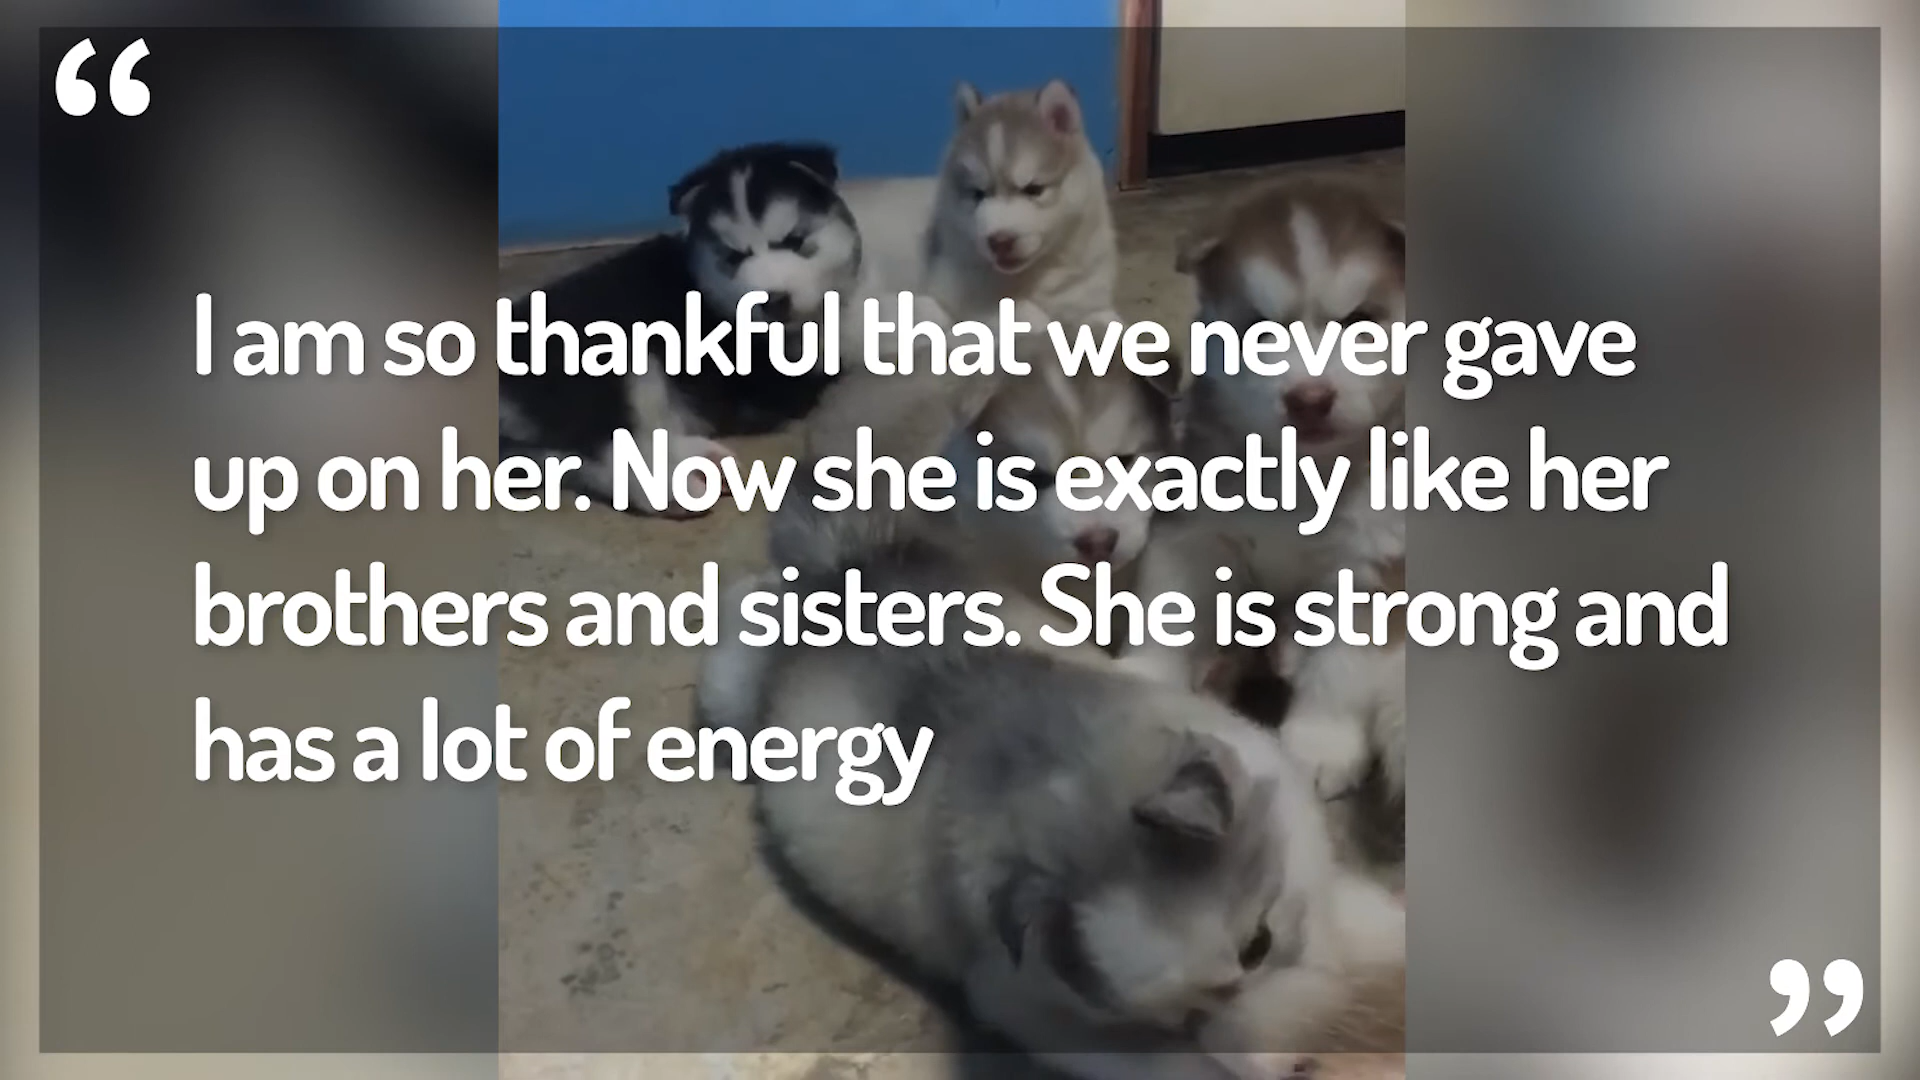 “
I am so thankful that we never gave
up on her. Now she is exactly like her
brothers and sisters. She is strong and
has a lot of energy
”